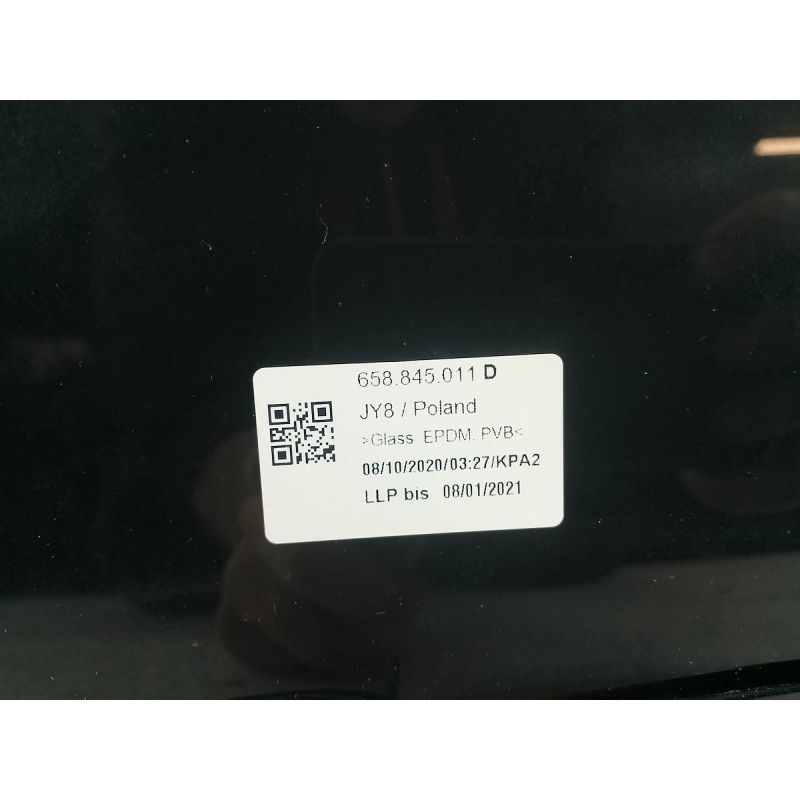 658.845.011 D
JY8 / Poland
>Glass EPDM. PVB<
08/10/2020/03:27/KPA2
LLP bis 08/01/2021